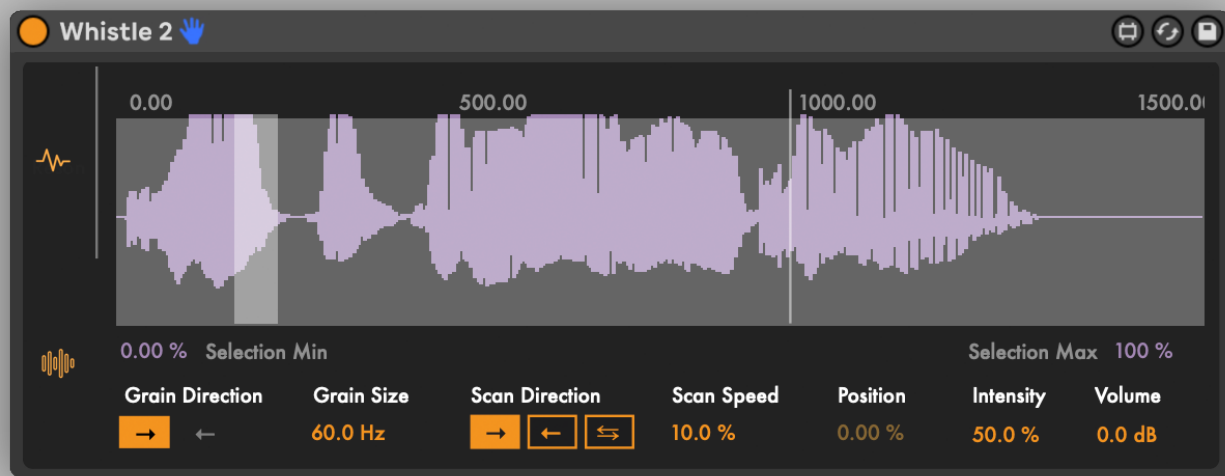 Whistle 2
0.00 500.00 1000.00 1500.0
0.00 % Selection Min Selection Max 100 %
Grain Direction Grain Size Scan Direction Scan Speed Position Intensity Volume
→ ← 60.0 Hz → ← ⇆ 10.0 % 0.00 % 50.0 % 0.0 dB